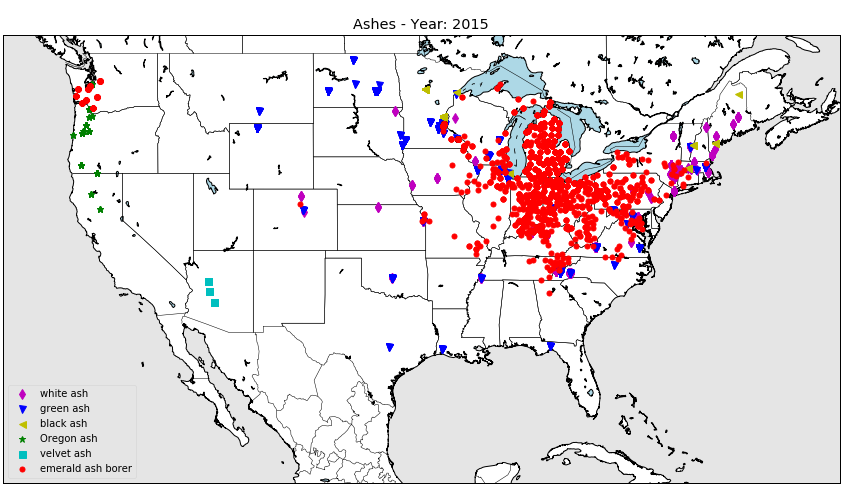 Ashes - Year: 2015
white ash
green ash
black ash
Oregon ash
velvet ash
emerald ash borer